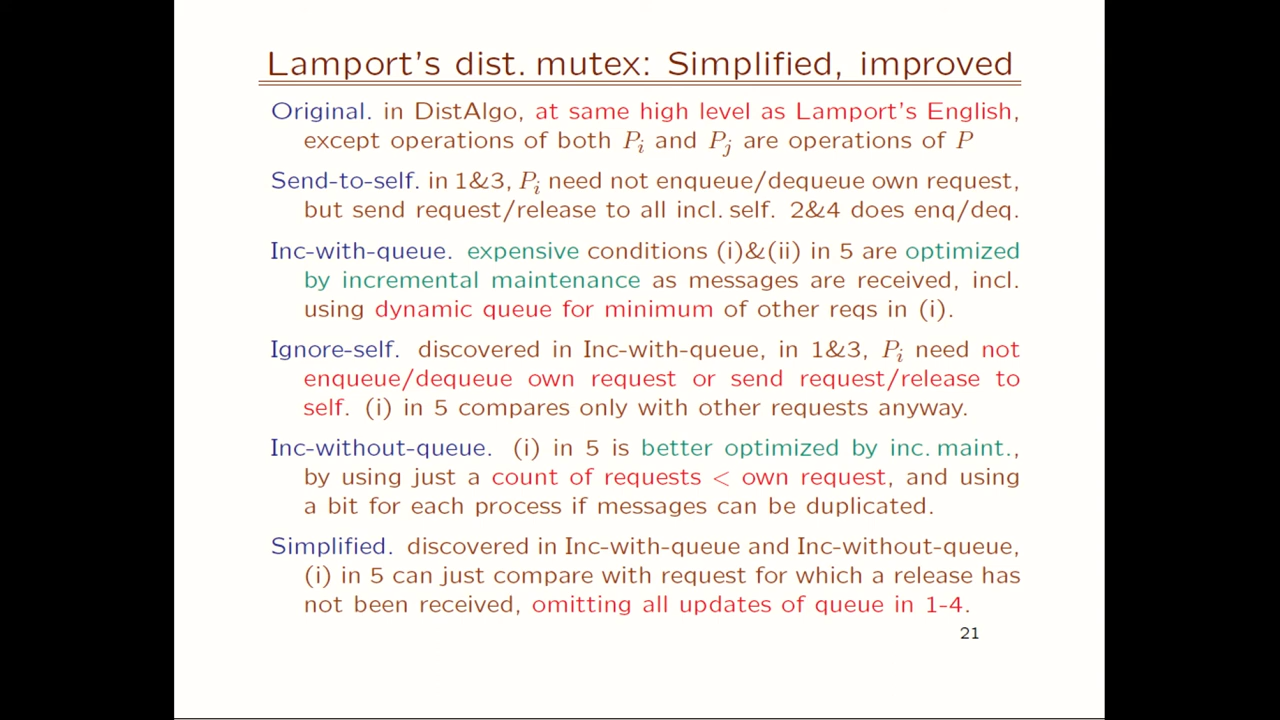 Lamport's dist. mutex: Simplified, improved
Original. in DistAlgo, at same high level as Lamport's English,
except operations of both Pi and Pj are operations of P
Send-to-self. in 1&3, Pi need not enqueue/dequeue own request,
but send request/release to all incl. self. 2&4 does enq/deq.
Inc-with-queue. expensive conditions (i)&(ii) in 5 are optimized
by incremental maintenance as messages are received, incl.
using dynamic queue for minimum of other reqs in (i).
Ignore-self. discovered in Inc-with-queue, in 1&3, Pi need not
enqueue/dequeue own request or send request/release to
self. (i) in 5 compares only with other requests anyway.
Inc-without-queue. (i) in 5 is better optimized by inc. maint.,
by using just a count of requests < own request, and using
a bit for each process if messages can be duplicated.
Simplified. discovered in Inc-with-queue and Inc-without-queue,
(i) in 5 can just compare with request for which a release has
not been received, omitting all updates of queue in 1-4.
21